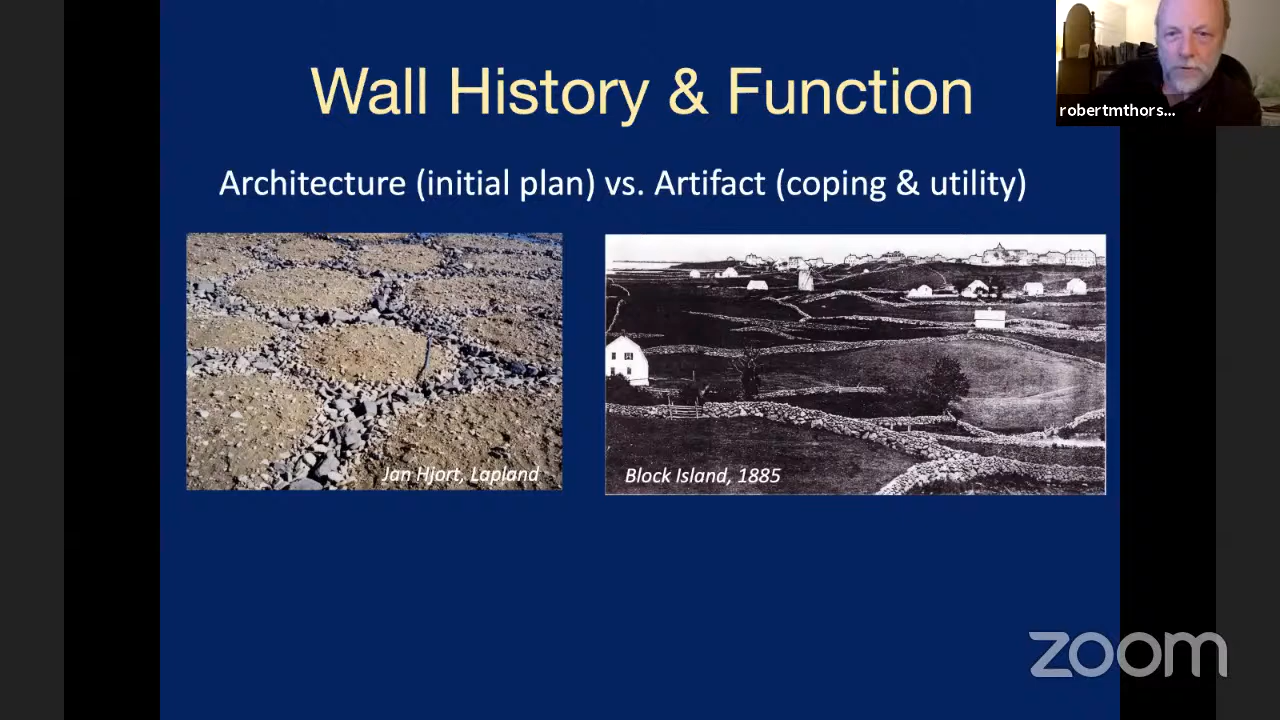 Wall History & Function
robertmthors...
Architecture (initial plan) vs. Artifact (coping & utility)
Jan Hjort, Lapland
Block Island, 1885
zoom